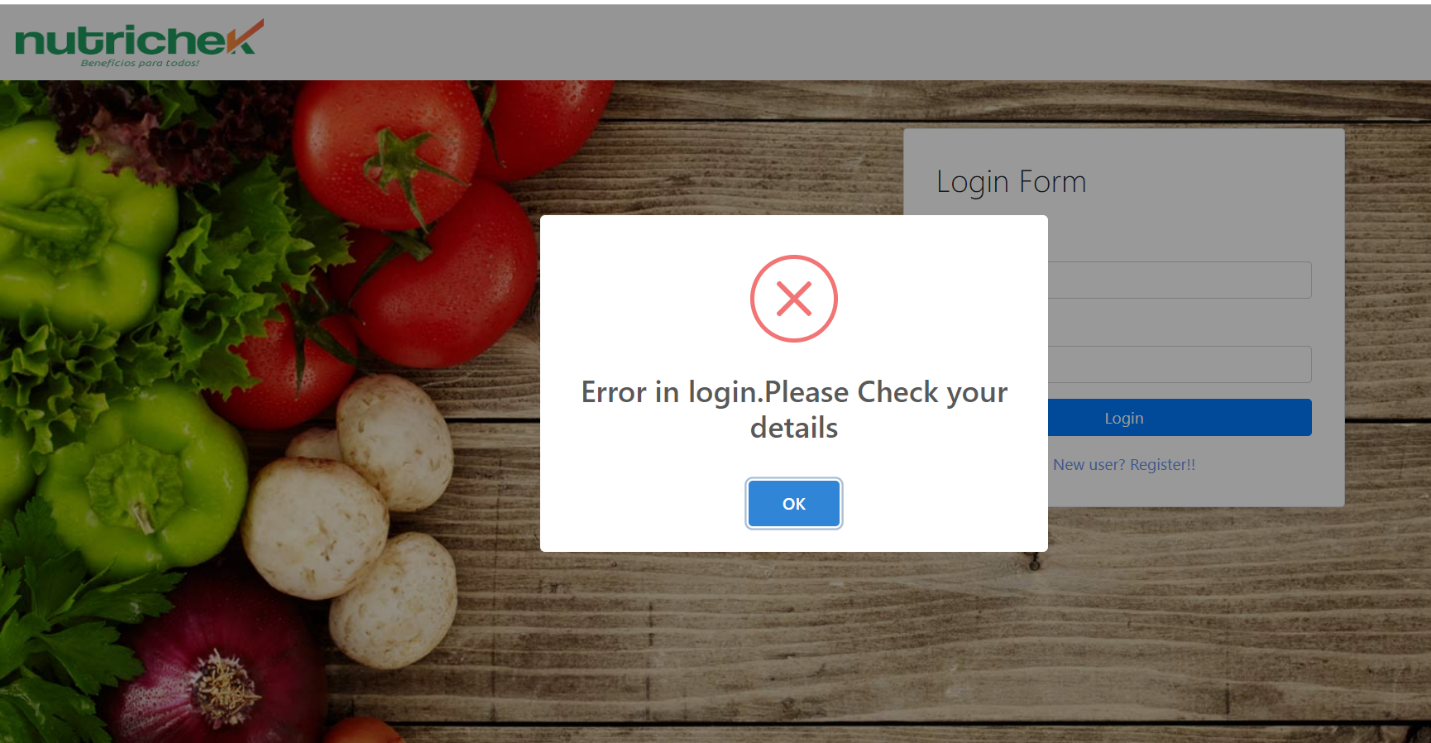 nutrichek
Beneficios para todos!
Login Form
Error in login.Please Check your
details
OK
Login
New user? Register!!